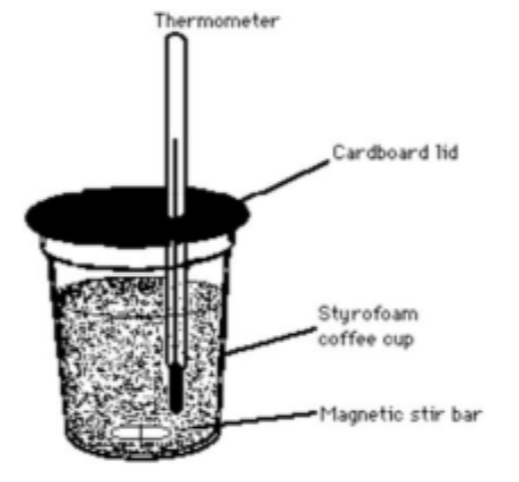 Thermometer
Cardboard lid
Styrofoam
coffee cup
Magnetic stir bar